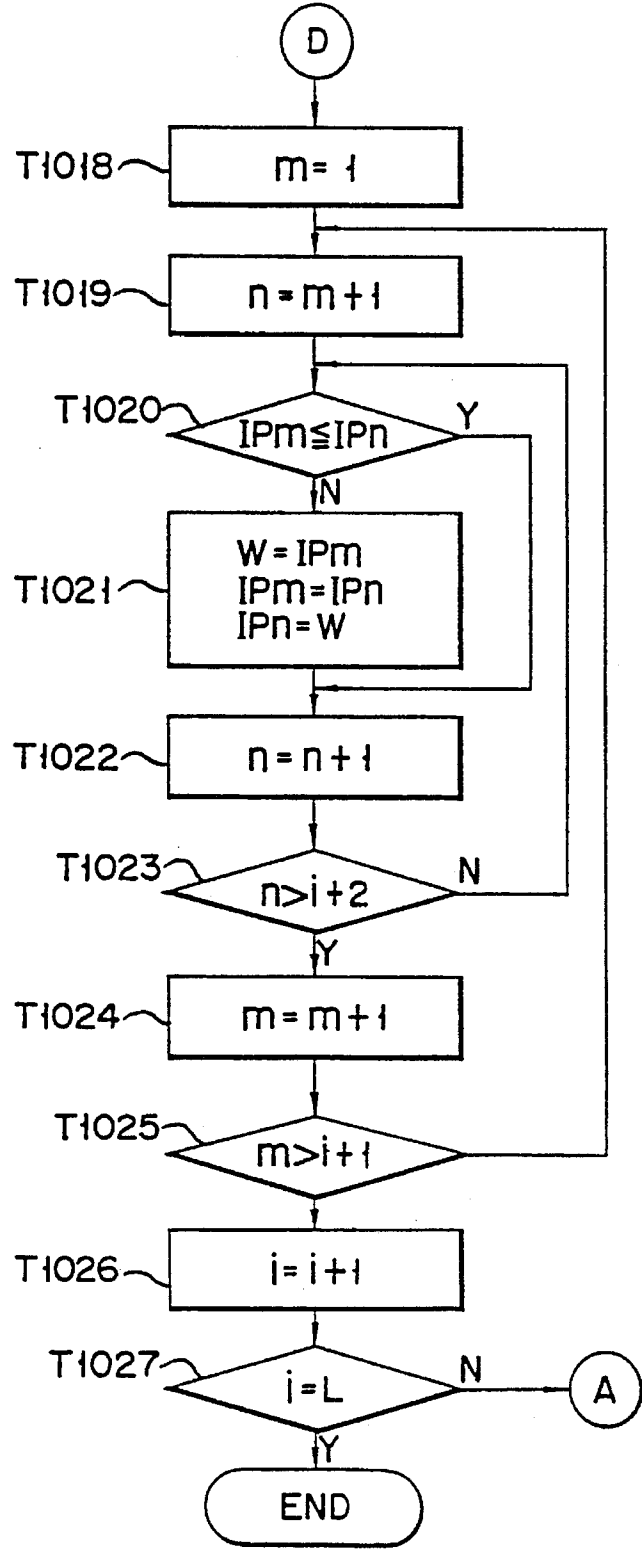 D
T1018
m = 1
T1019
n = m + 1
T1020
IPm ≦ IPn
Y
N
T1021
W = IPm
IPm = IPn
IPn = W
T1022
n = n + 1
T1023
n > i + 2
N
Y
T1024
m = m + 1
T1025
m > i + 1
T1026
i = i + 1
T1027
i = L
N
A
Y
END